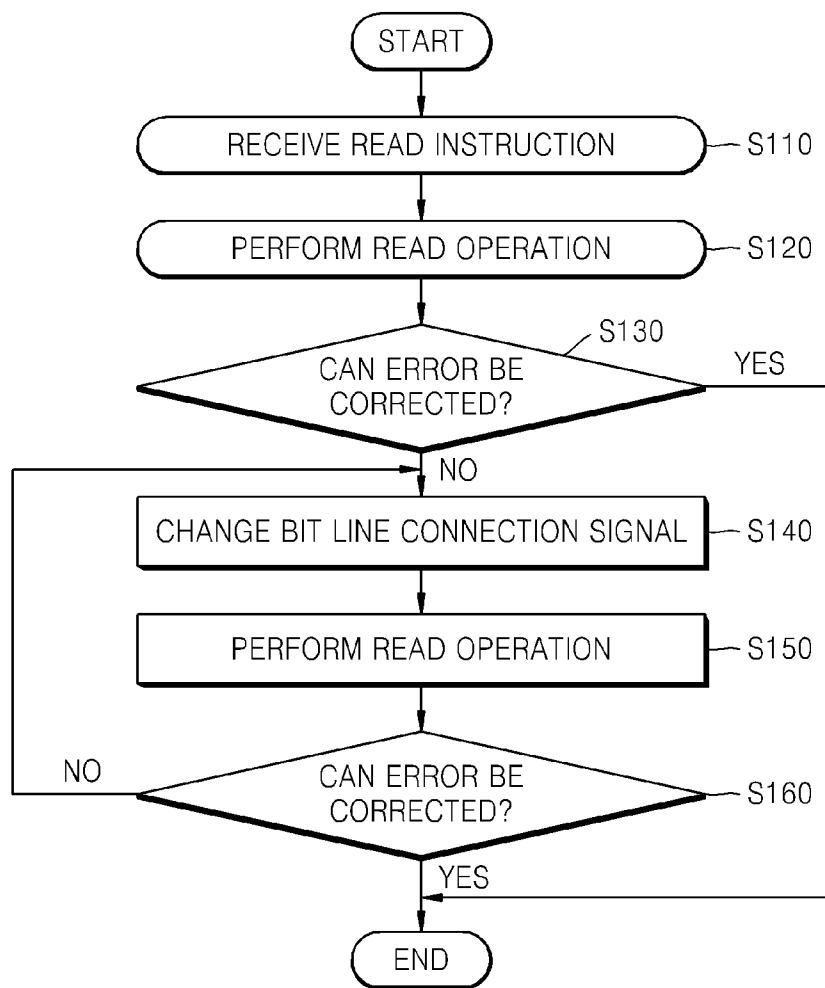 START
RECEIVE READ INSTRUCTION
S110
PERFORM READ OPERATION
S120
S130
CAN ERROR BE
CORRECTED?
YES
NO
CHANGE BIT LINE CONNECTION SIGNAL
S140
PERFORM READ OPERATION
S150
NO
CAN ERROR BE
CORRECTED?
S160
YES
END